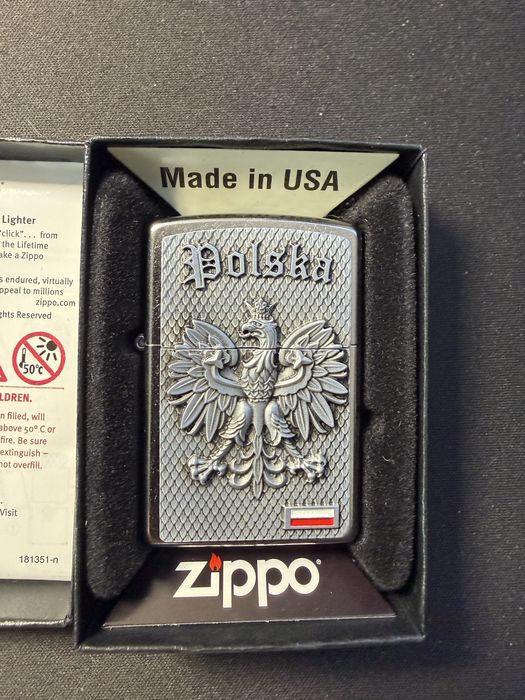 Lighter
"click"... from
the Lifetime
ake a Zippo
s endured, virtually
ppeal to millions
zippo.com
ghts Reserved
50°C
LDREN.
n filled, will
above 50° C or
fire. Be sure
extinguish –
not overfill.
Visit
181351-n
Made in USA
Polska
zippo